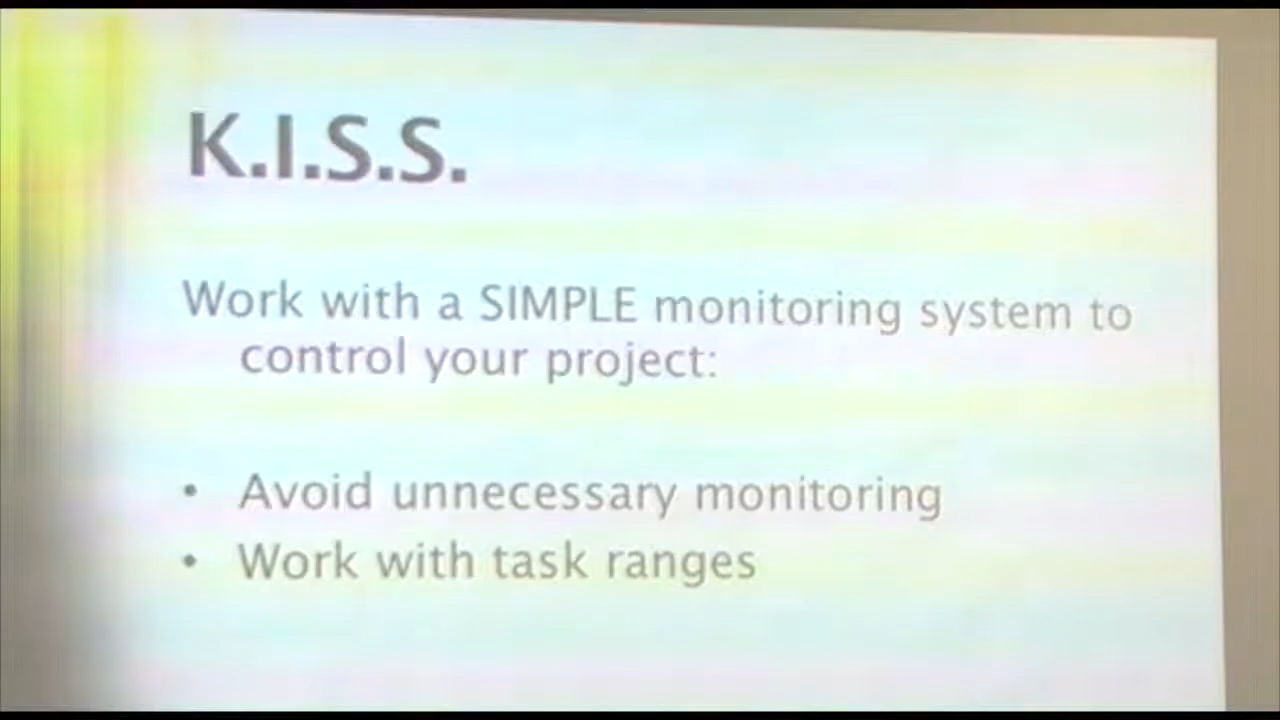 K.I.S.S.
Work with a SIMPLE monitoring system to
control your project:
• Avoid unnecessary monitoring
• Work with task ranges